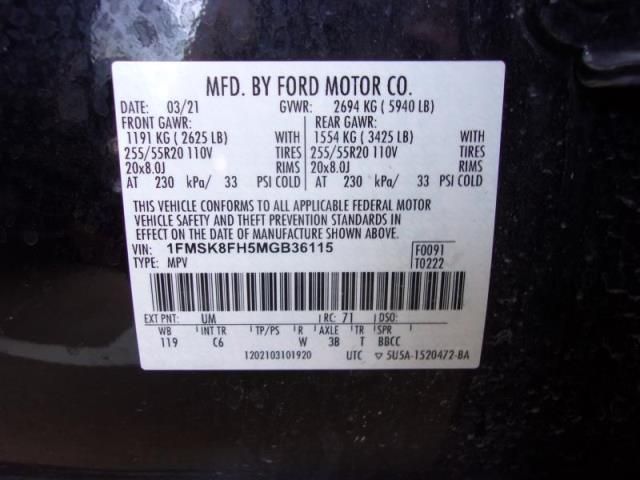 MFD. BY FORD MOTOR CO.
DATE: 03/21 GVWR: 2694 KG ( 5940 LB)
FRONT GAWR: REAR GAWR:
1191 KG ( 2625 LB) WITH 1554 KG ( 3425 LB) WITH
255/55R20 110V TIRES 255/55R20 110V TIRES
20x8.0J RIMS 20x8.0J RIMS
AT 230 kPa/ 33 PSI COLD AT 230 kPa/ 33 PSI COLD
THIS VEHICLE CONFORMS TO ALL APPLICABLE FEDERAL MOTOR
VEHICLE SAFETY AND THEFT PREVENTION STANDARDS IN
EFFECT ON THE DATE OF MANUFACTURE SHOWN ABOVE.
VIN: 1FMSK8FH5MGB36115 F0091
TYPE: MPV T0222
EXT PNT: UM RC: 71 DSO:
WB INT TR TP/PS R AXLE TR SPR
119 C6 W 3B T BBCC
1202103101920 UTC ▽ 5U5A-1520472-BA